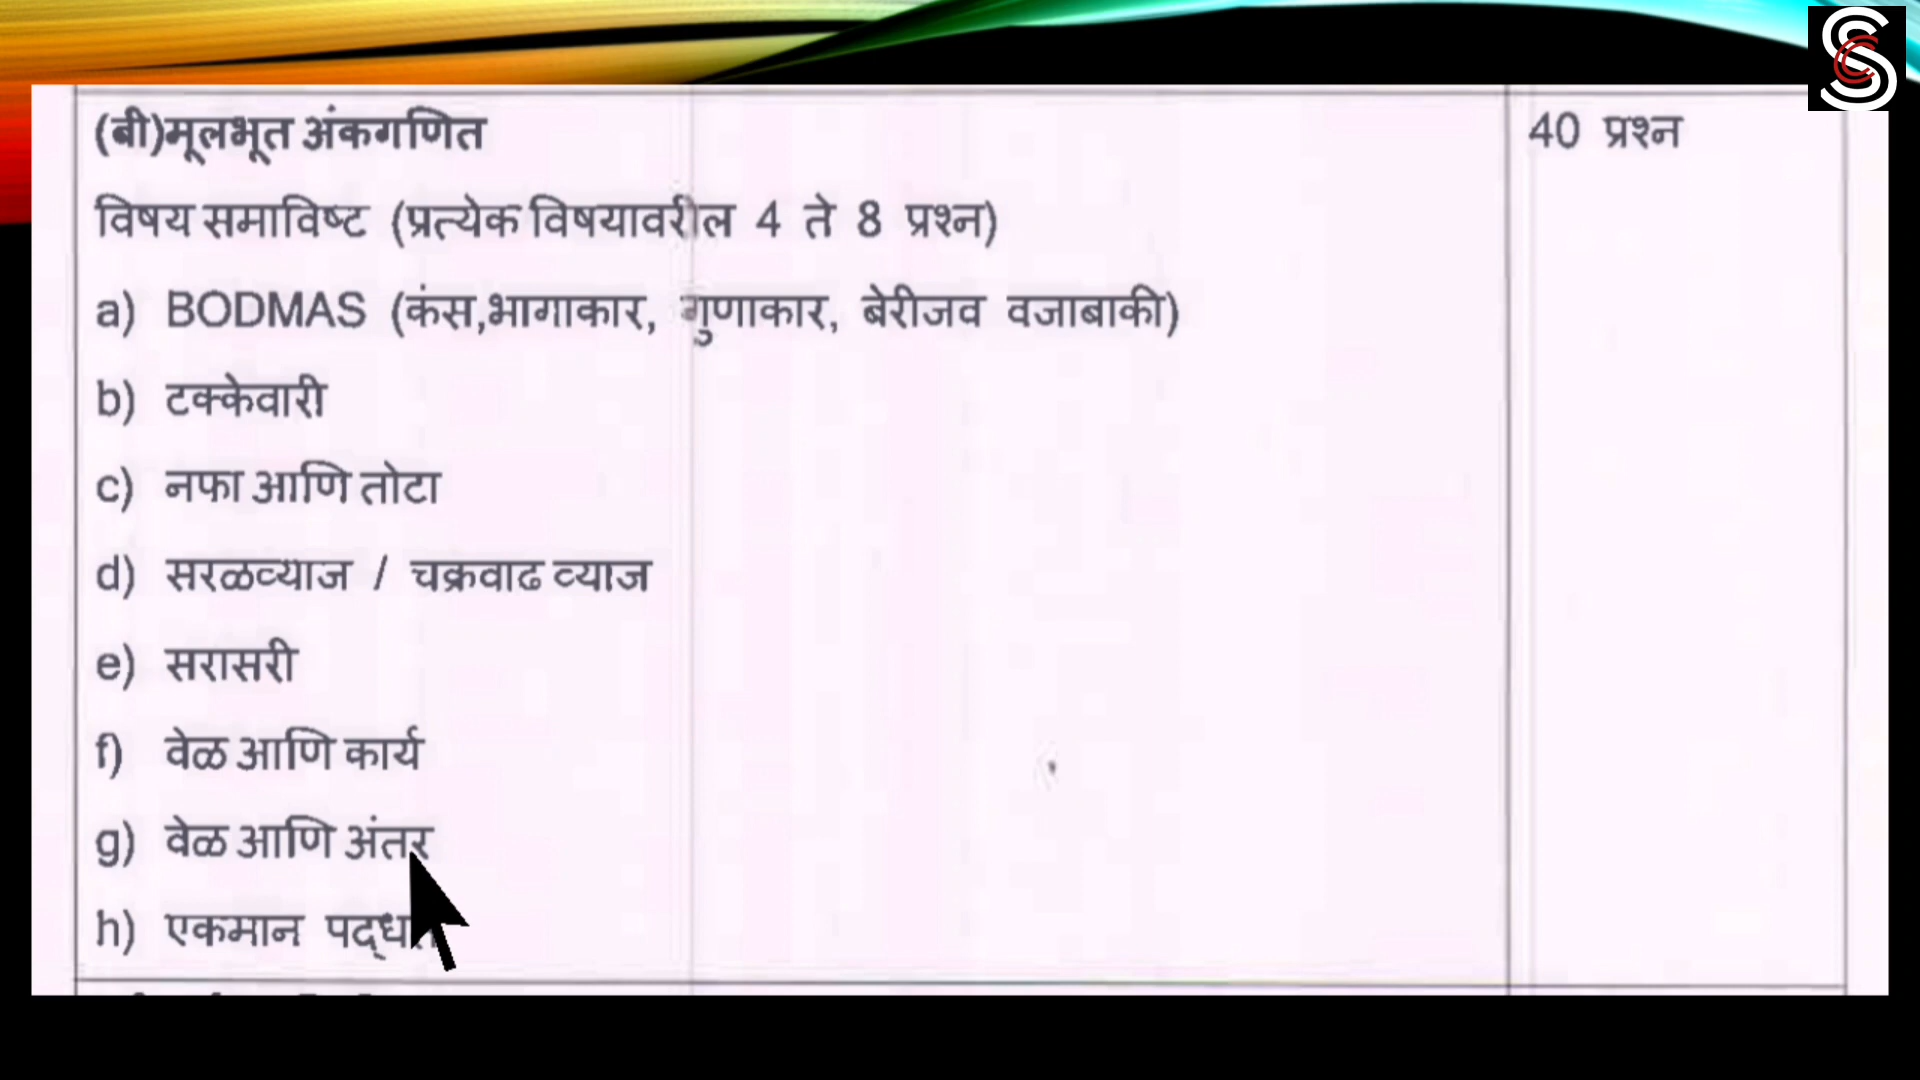 (बी)मूलभूत अंकगणित 40 प्रश्न
विषय समाविष्ट (प्रत्येक विषयावरील 4 ते 8 प्रश्न)
a) BODMAS (कंस,भागाकार, गुणाकार, बेरीजव वजाबाकी)
b) टक्केवारी
c) नफा आणि तोटा
d) सरळव्याज / चक्रवाढ व्याज
e) सरासरी
f) वेळ आणि कार्य
g) वेळ आणि अंतर
h) एकमान